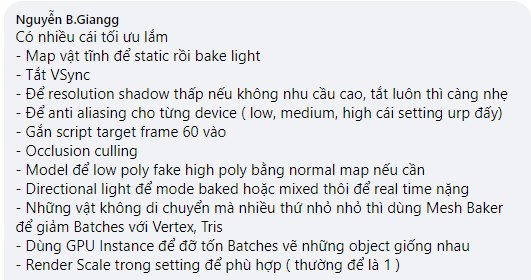 Nguyễn B.Giangg
Có nhiều cái tối ưu lắm
- Map vật tĩnh để static rồi bake light
- Tắt VSync
- Để resolution shadow thấp nếu không nhu cầu cao, tắt luôn thì càng nhẹ
- Để anti aliasing cho từng device ( low, medium, high cái setting urp đấy)
- Gắn script target frame 60 vào
- Occlusion culling
- Model để low poly fake high poly bằng normal map nếu cần
- Directional light để mode baked hoặc mixed thôi để real time nặng
- Những vật không di chuyển mà nhiều thứ nhỏ nhỏ thì dùng Mesh Baker
để giảm Batches với Vertex, Tris
- Dùng GPU Instance để đỡ tốn Batches vẽ những object giống nhau
- Render Scale trong setting để phù hợp ( thường để là 1 )